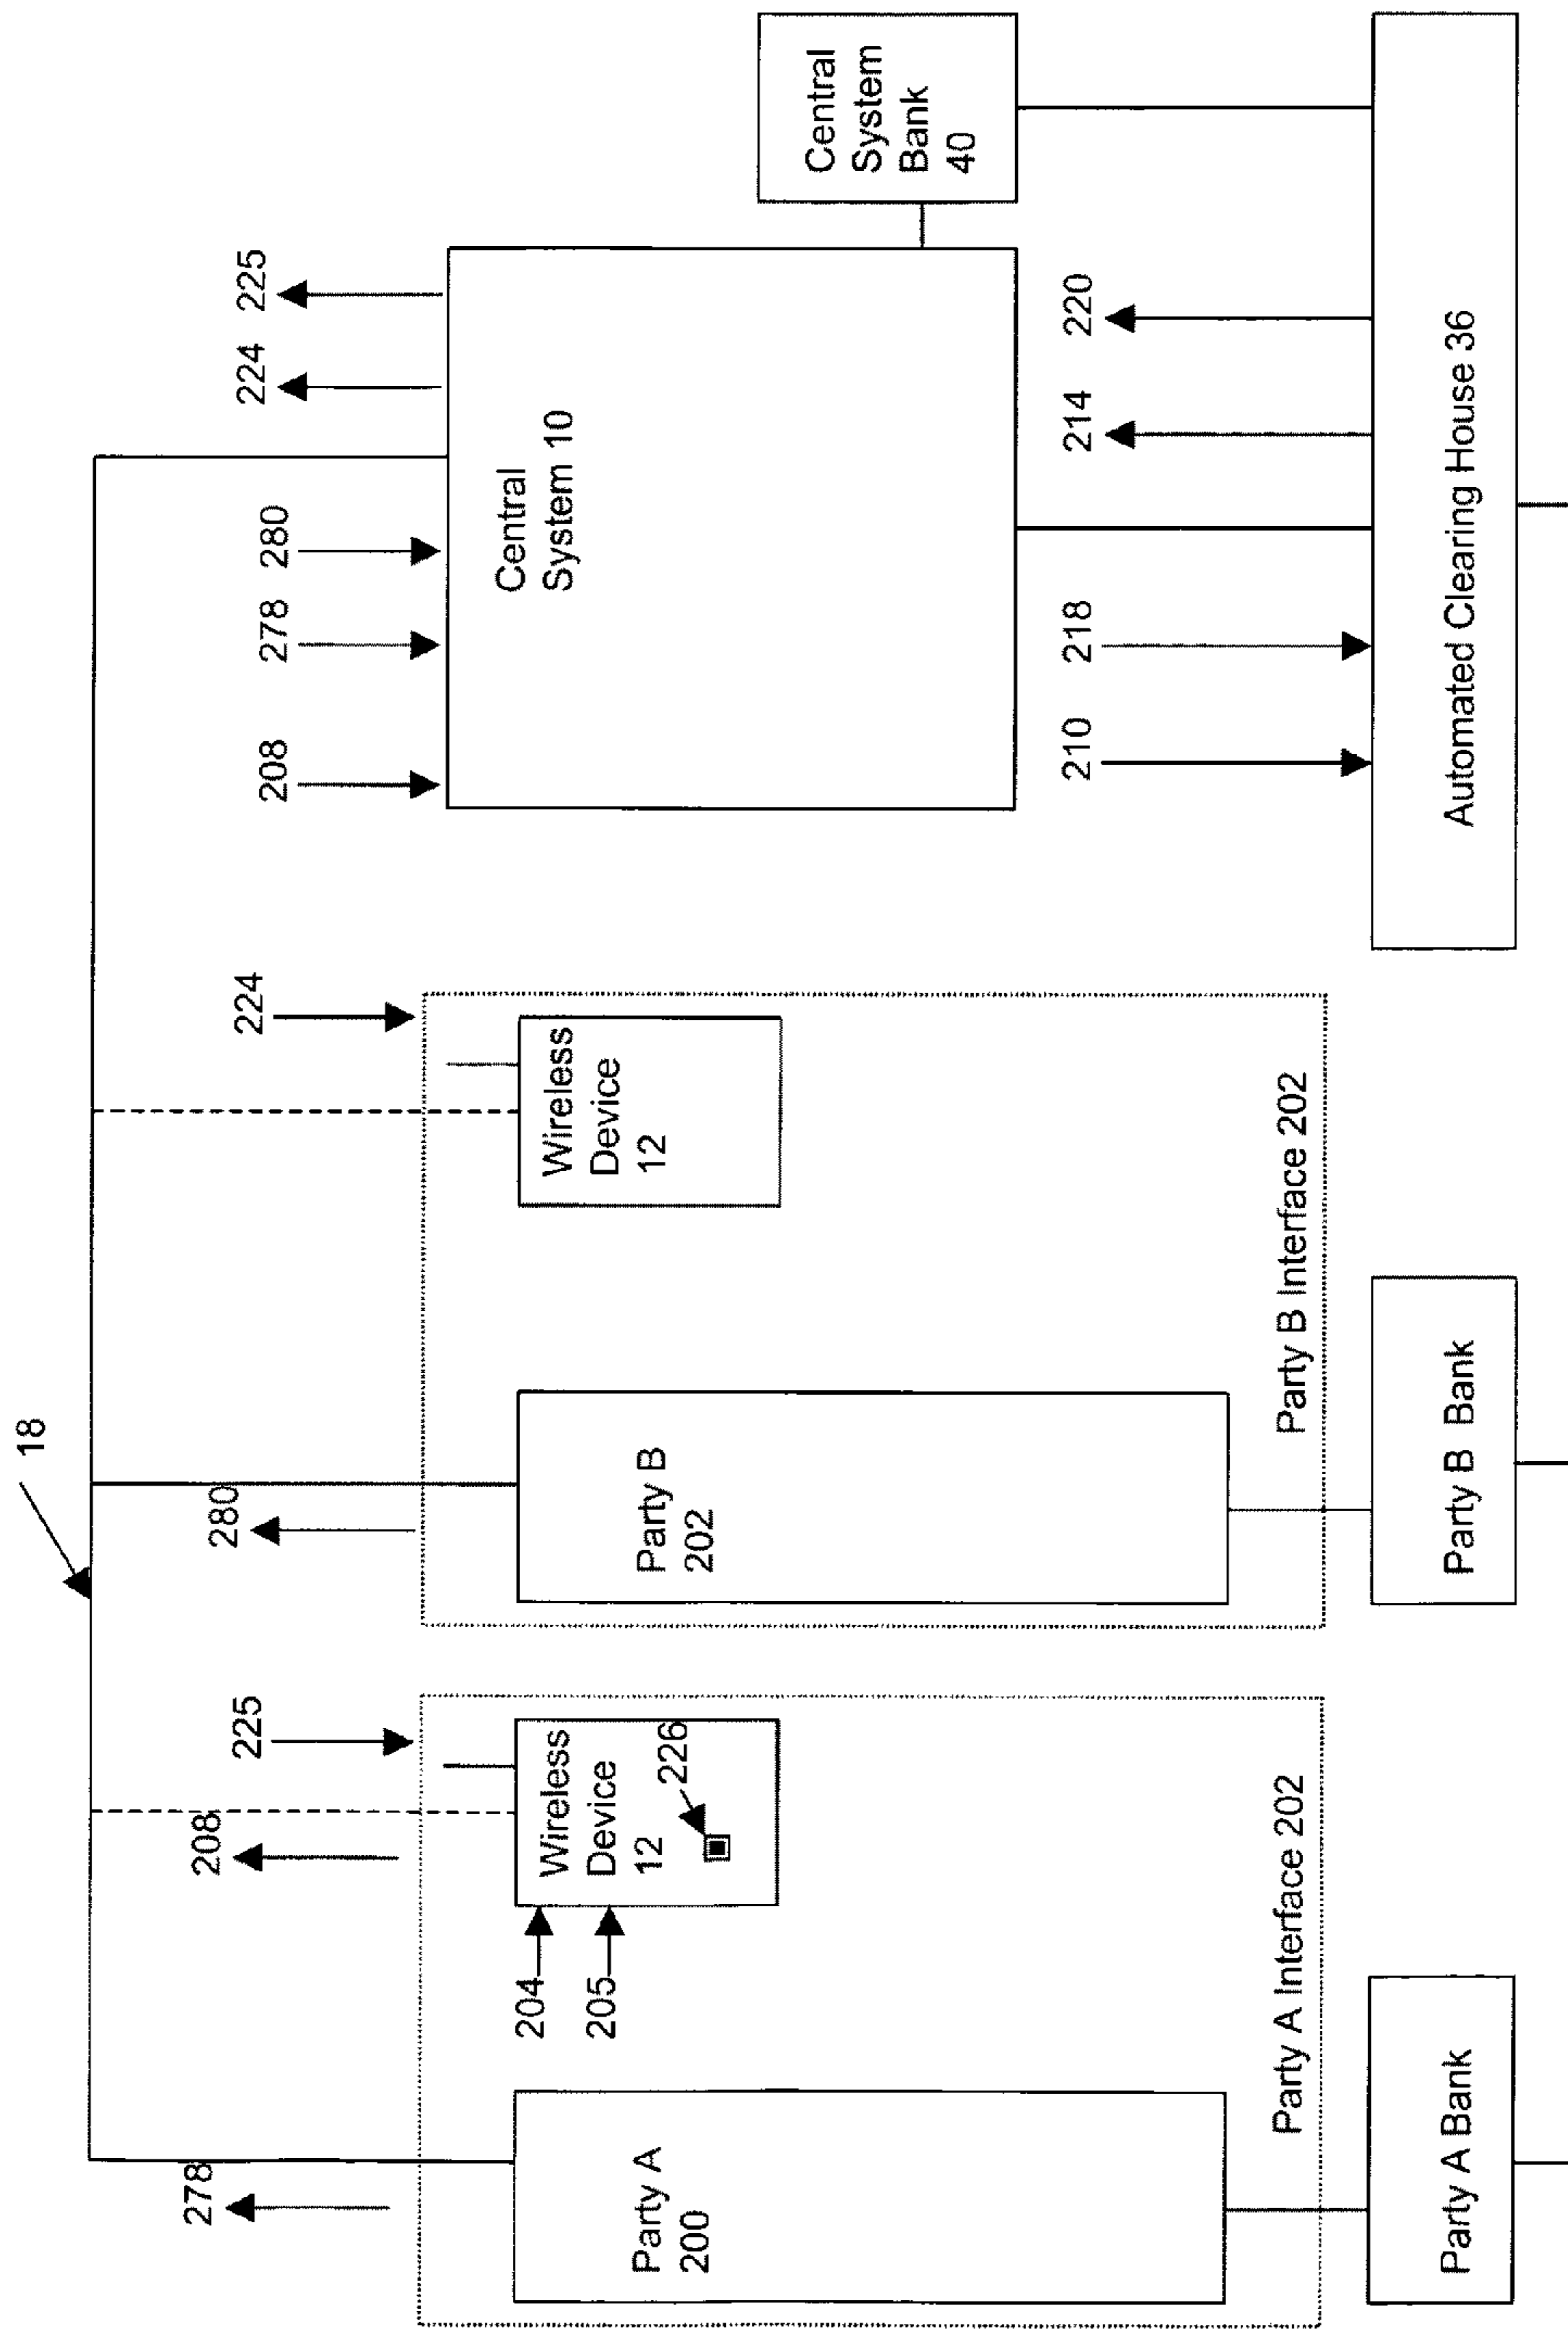 18
278
208
225
280
224
208
278
280
224
225
Party A
200
204
205
Wireless
Device
12
226
Party A Interface 202
Party B
202
Wireless
Device
12
Party B Interface 202
Central
System 10
Central
System
Bank
40
210
218
214
220
Party A Bank
Party B Bank
Automated Clearing House 36